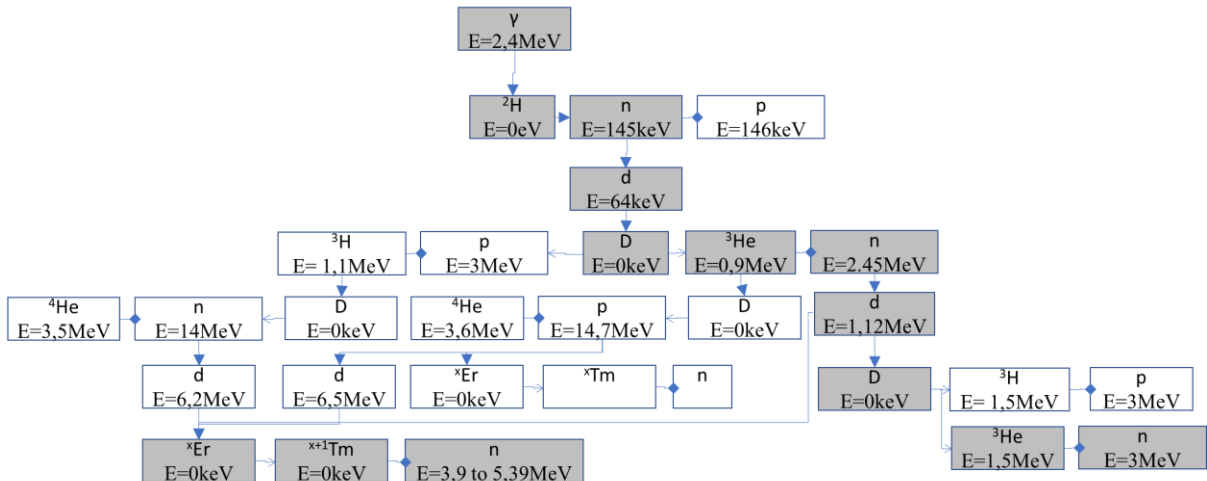 γ
E=2,4MeV
²H
E=0eV
n
E=145keV
p
E=146keV
d
E=64keV
³H
E= 1,1MeV
p
E=3MeV
D
E=0keV
³He
E=0,9MeV
n
E=2.45MeV
⁴He
E=3,5MeV
n
E=14MeV
D
E=0keV
⁴He
E=3,6MeV
p
E=14,7MeV
D
E=0keV
d
E=1,12MeV
d
E=6,2MeV
d
E=6,5MeV
ˣEr
E=0keV
ˣTm
n
D
E=0keV
³H
E= 1,5MeV
p
E=3MeV
ˣEr
E=0keV
ˣ⁺¹Tm
E=0keV
n
E=3,9 to 5,39MeV
³He
E=1,5MeV
n
E=3MeV